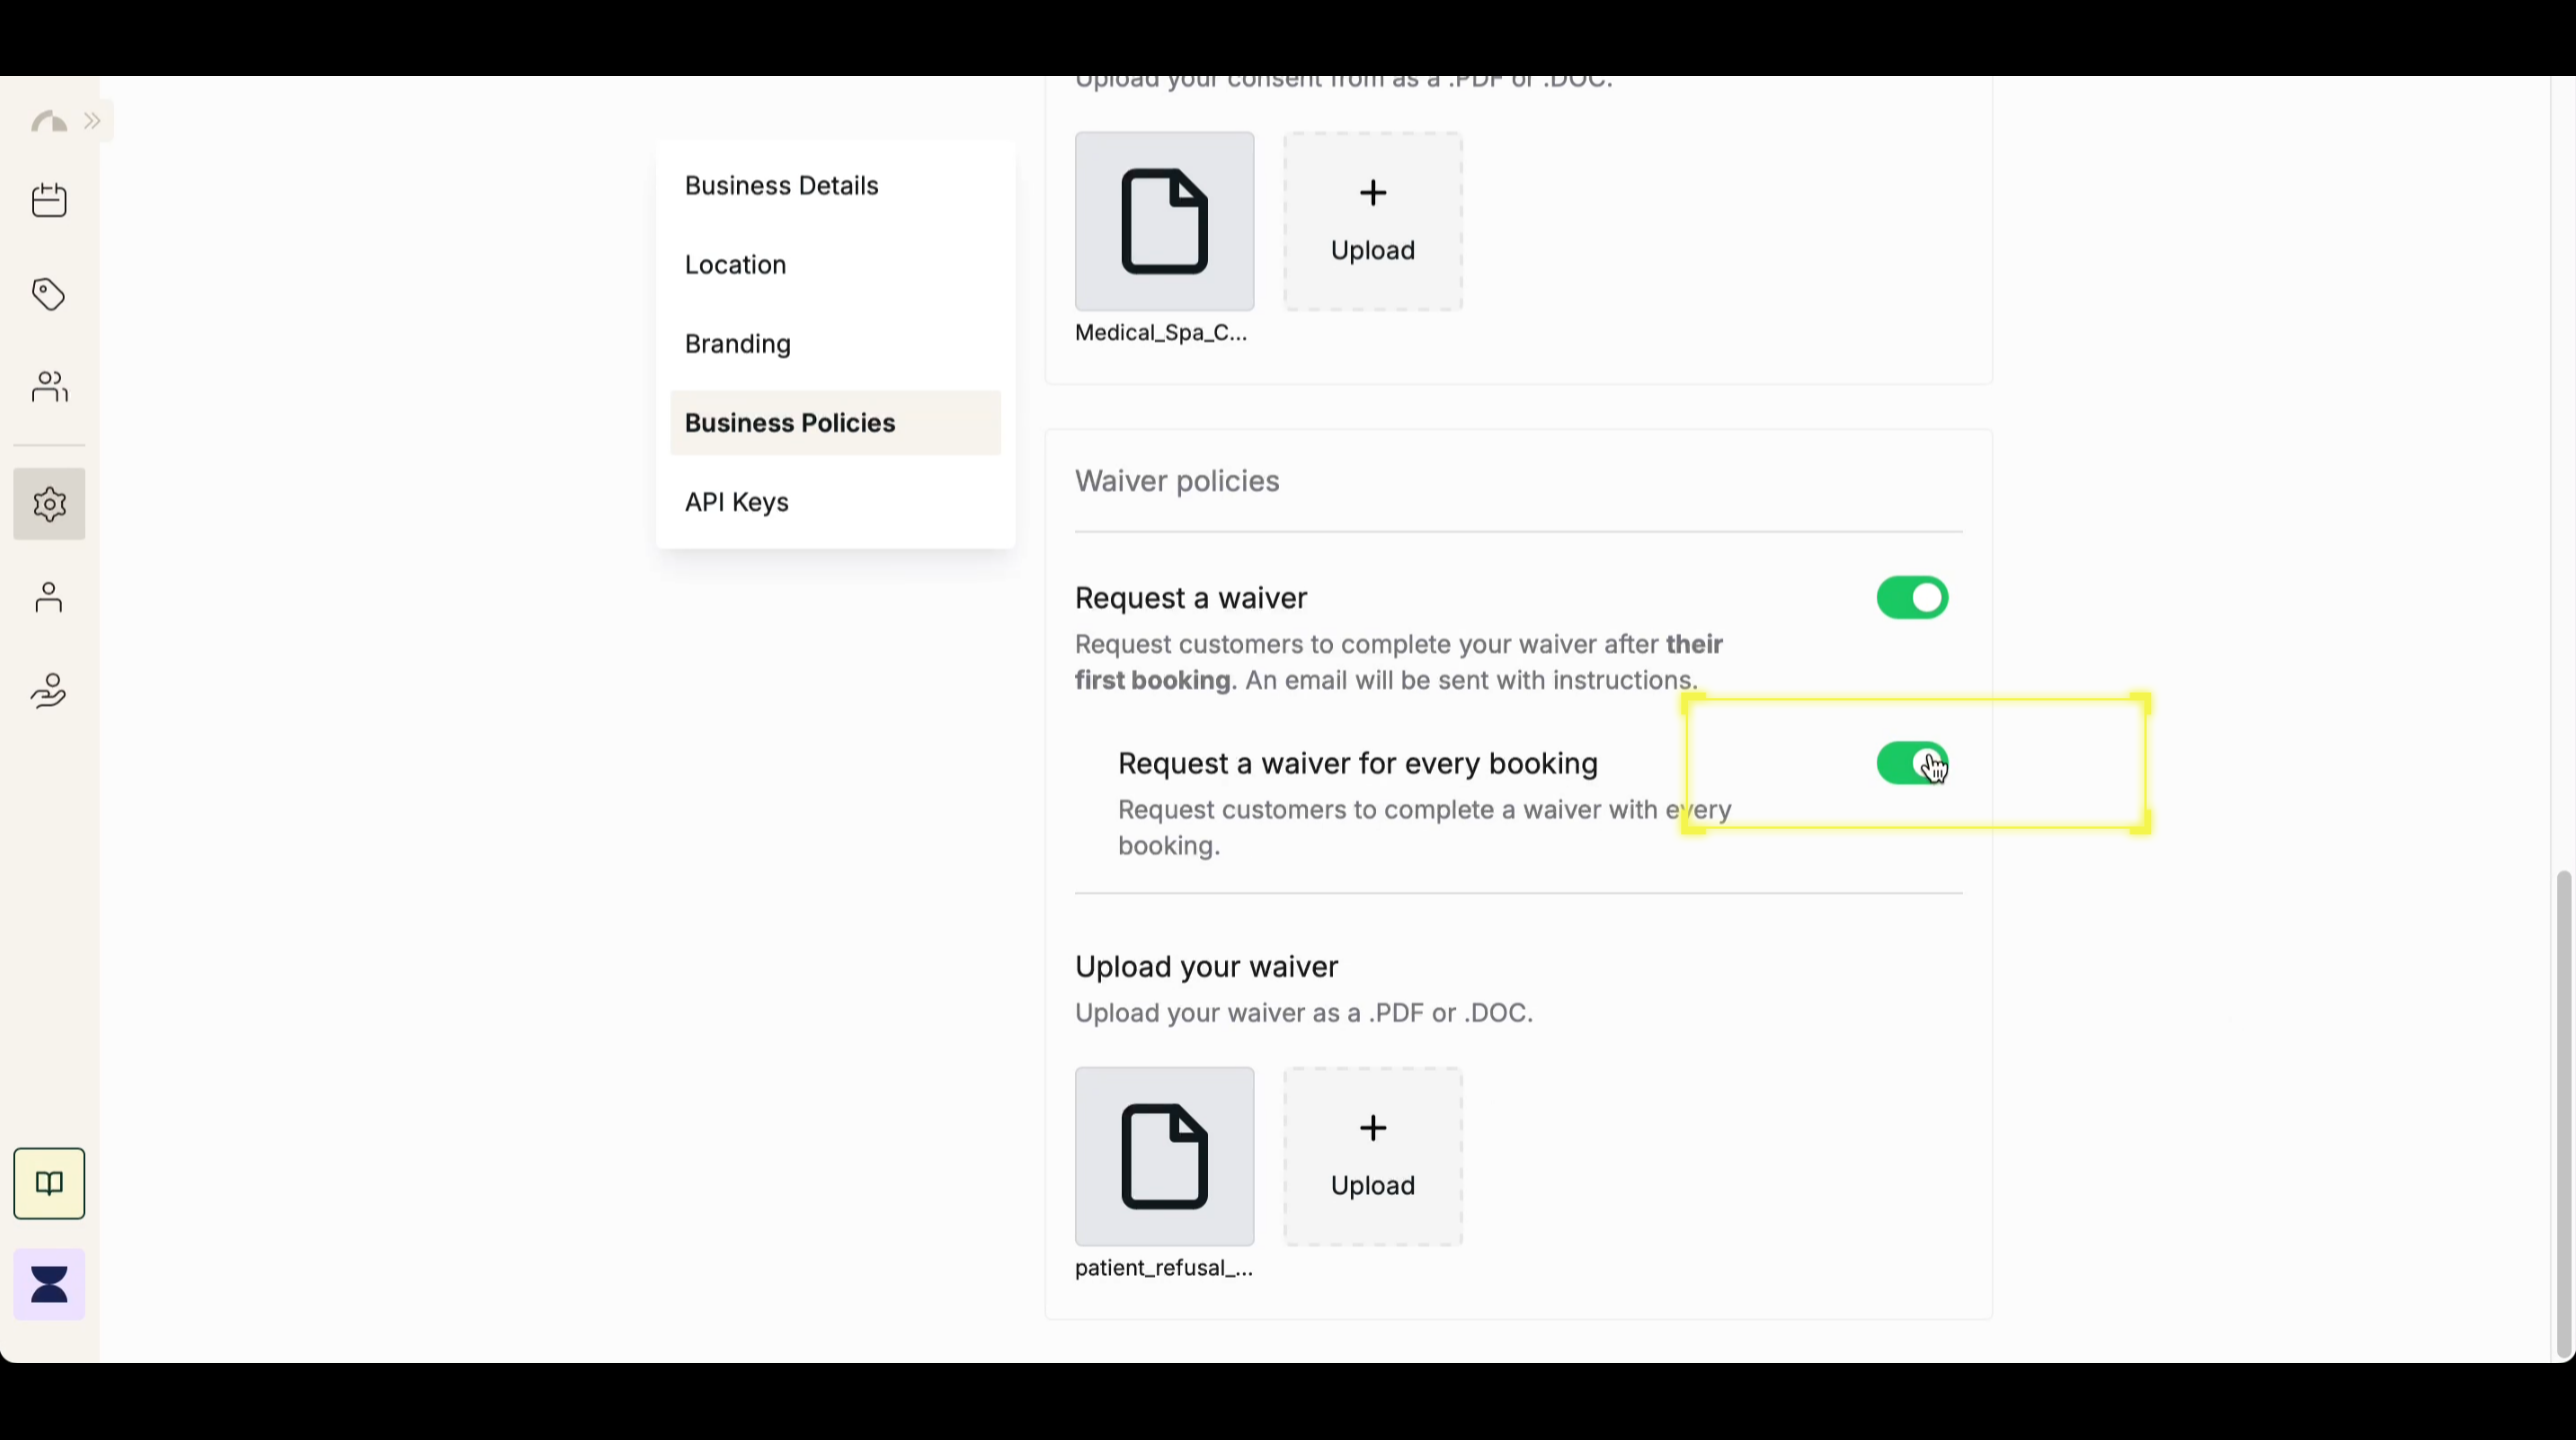 Upload your consent from as a .PDF or .DOC.
Business Details
Location
Branding
Business Policies
API Keys
Upload
Medical_Spa_C...
Waiver policies
Request a waiver
Request customers to complete your waiver after their
first booking. An email will be sent with instructions.
Request a waiver for every booking
Request customers to complete a waiver with every
booking.
Upload your waiver
Upload your waiver as a .PDF or .DOC.
Upload
patient_refusal_...